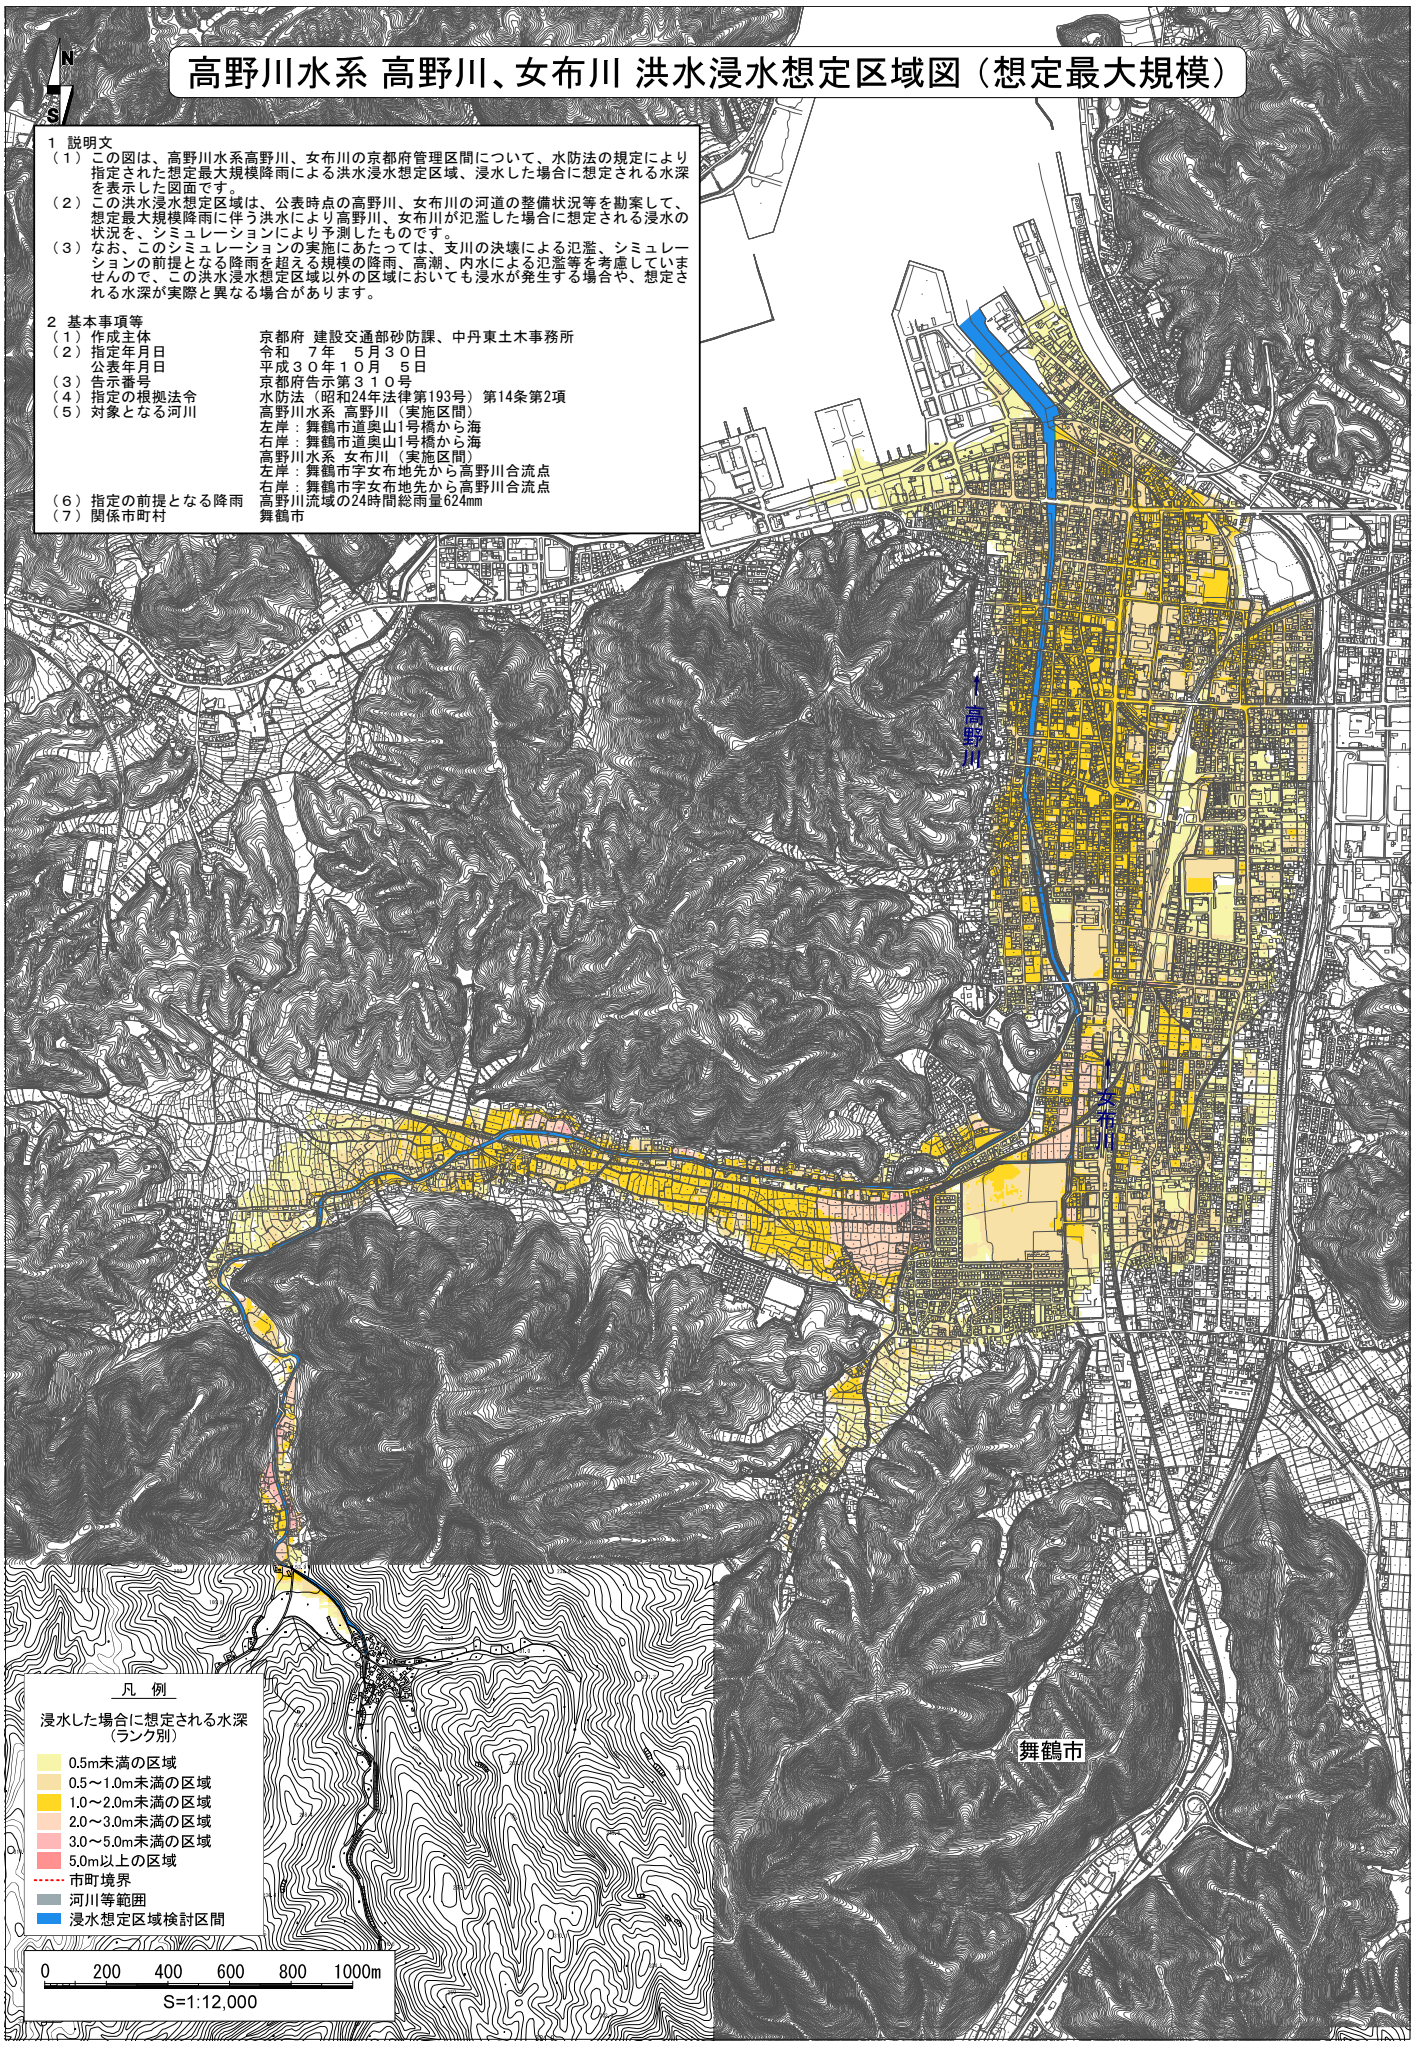 高野川水系 高野川、女布川 洪水浸水想定区域図（想定最大規模）
N
S
1 説明文
（1）この図は、高野川水系高野川、女布川の京都府管理区間について、水防法の規定により
指定された想定最大規模降雨による洪水浸水想定区域、浸水した場合に想定される水深
を表示した図面です。
（2）この洪水浸水想定区域は、公表時点の高野川、女布川の河道の整備状況等を勘案して、
想定最大規模降雨に伴う洪水により高野川、女布川が氾濫した場合に想定される浸水の
状況を、シミュレーションにより予測したものです。
（3）なお、このシミュレーションの実施にあたっては、支川の決壊による氾濫、シミュレー
ションの前提となる降雨を超える規模の降雨、高潮、内水による氾濫等を考慮していま
せんので、この洪水浸水想定区域以外の区域においても浸水が発生する場合や、想定さ
れる水深が実際と異なる場合があります。
2 基本事項等
（1）作成主体 京都府 建設交通部砂防課、中丹東土木事務所
（2）指定年月日 令和 7年 5月30日
公表年月日 平成30年10月 5日
（3）告示番号 京都府告示第310号
（4）指定の根拠法令 水防法（昭和24年法律第193号）第14条第2項
（5）対象となる河川 高野川水系 高野川（実施区間）
左岸：舞鶴市道奥山1号橋から海
右岸：舞鶴市道奥山1号橋から海
高野川水系 女布川（実施区間）
左岸：舞鶴市字女布地先から高野川合流点
右岸：舞鶴市字女布地先から高野川合流点
（6）指定の前提となる降雨 高野川流域の24時間総雨量624mm
（7）関係市町村 舞鶴市
←高野川
←女布川
舞鶴市
凡 例
浸水した場合に想定される水深
（ランク別）
0.5m未満の区域
0.5～1.0m未満の区域
1.0～2.0m未満の区域
2.0～3.0m未満の区域
3.0～5.0m未満の区域
5.0m以上の区域
市町境界
河川等範囲
浸水想定区域検討区間
0 200 400 600 800 1000m
S=1:12,000